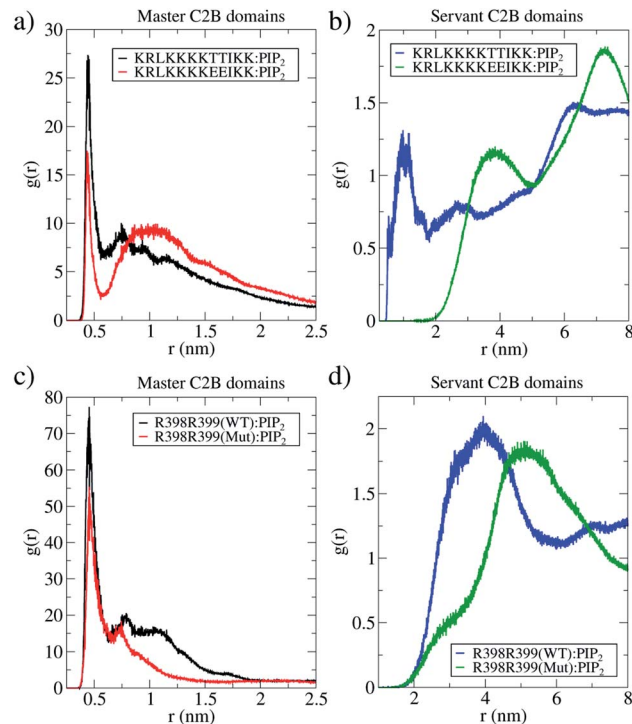 a)
Master C2B domains
30
25
20
15
10
5
0
g(r)
KRLKKKKTTIKK:PIP₂
KRLKKKKEEIKK:PIP₂
0.5 1 1.5 2 2.5
r (nm)
b)
Servant C2B domains
2
1.5
1
0.5
0
g(r)
KRLKKKKTTIKK:PIP₂
KRLKKKKEEIKK:PIP₂
2 4 6 8
r (nm)
c)
Master C2B domains
80
70
60
50
40
30
20
10
0
g(r)
R398R399(WT):PIP₂
R398R399(Mut):PIP₂
0.5 1 1.5 2 2.5
r (nm)
d)
Servant C2B domains
2
1.5
1
0.5
0
g(r)
R398R399(WT):PIP₂
R398R399(Mut):PIP₂
2 4 6 8
r (nm)